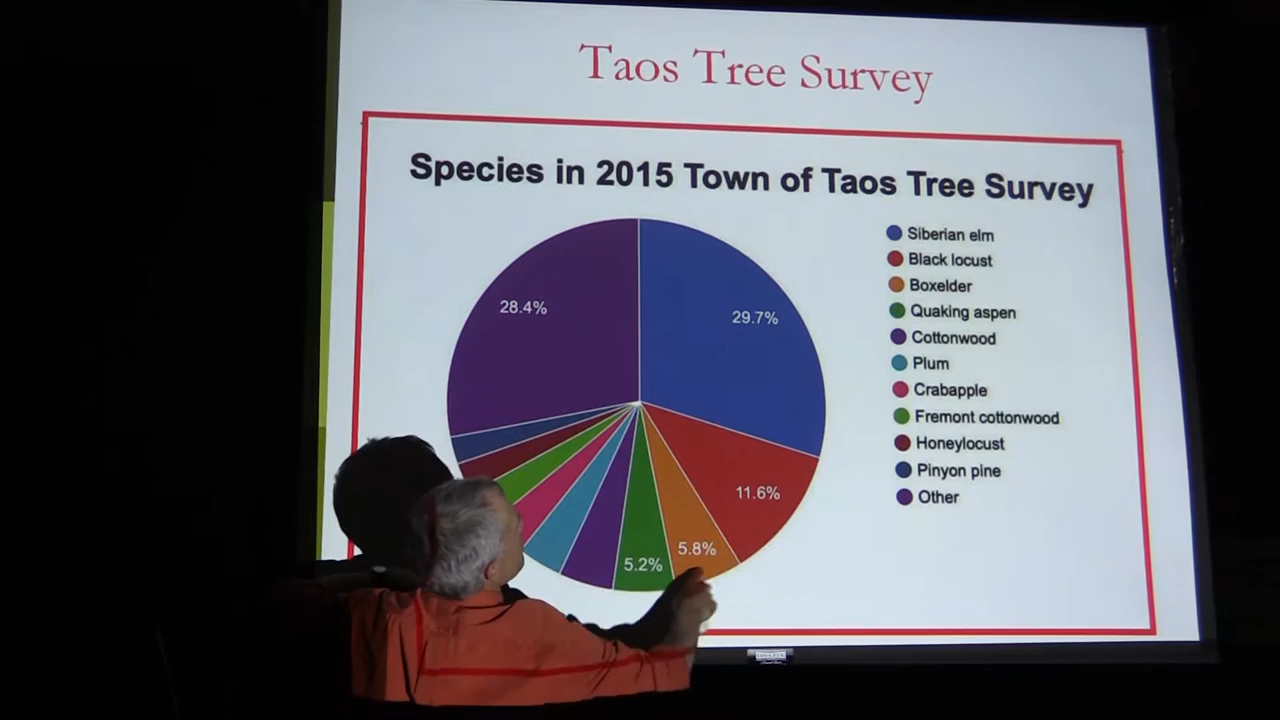 Taos Tree Survey
Species in 2015 Town of Taos Tree Survey
28.4%
29.7%
11.6%
5.8%
5.2%
Siberian elm
Black locust
Boxelder
Quaking aspen
Cottonwood
Plum
Crabapple
Fremont cottonwood
Honeylocust
Pinyon pine
Other